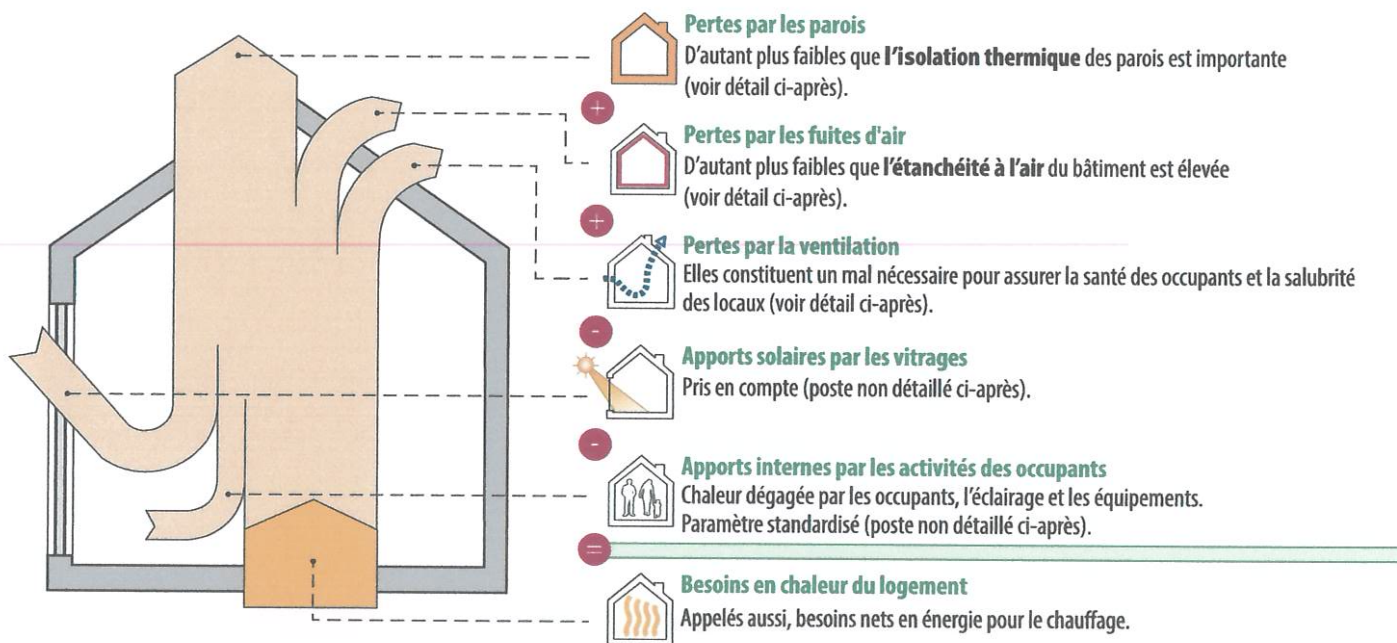 Pertes par les parois
D'autant plus faibles que l'isolation thermique des parois est importante
(voir détail ci-après).
+
Pertes par les fuites d'air
D'autant plus faibles que l'étanchéité à l'air du bâtiment est élevée
(voir détail ci-après).
+
Pertes par la ventilation
Elles constituent un mal nécessaire pour assurer la santé des occupants et la salubrité
des locaux (voir détail ci-après).
-
Apports solaires par les vitrages
Pris en compte (poste non détaillé ci-après).
-
Apports internes par les activités des occupants
Chaleur dégagée par les occupants, l'éclairage et les équipements.
Paramètre standardisé (poste non détaillé ci-après).
=
Besoins en chaleur du logement
Appelés aussi, besoins nets en énergie pour le chauffage.